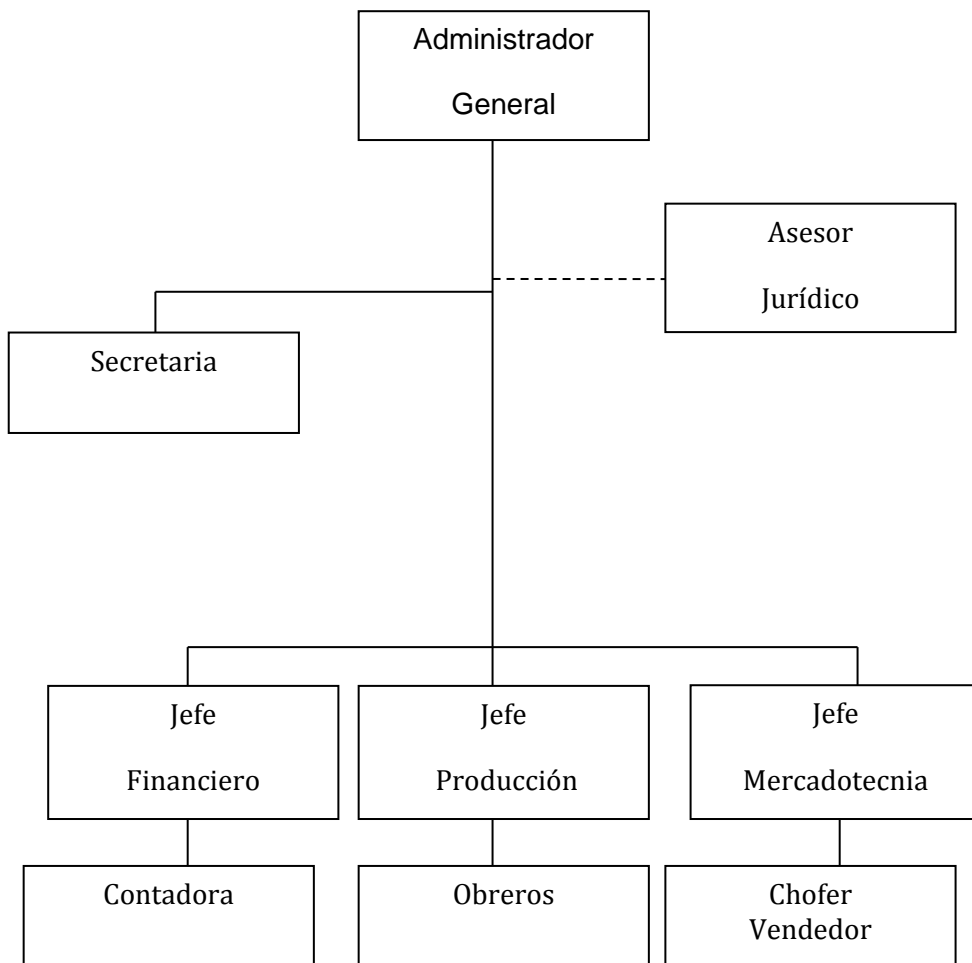 Administrador
General
Asesor
Jurídico
Secretaria
Jefe
Financiero
Jefe
Producción
Jefe
Mercadotecnia
Contadora
Obreros
Chofer
Vendedor